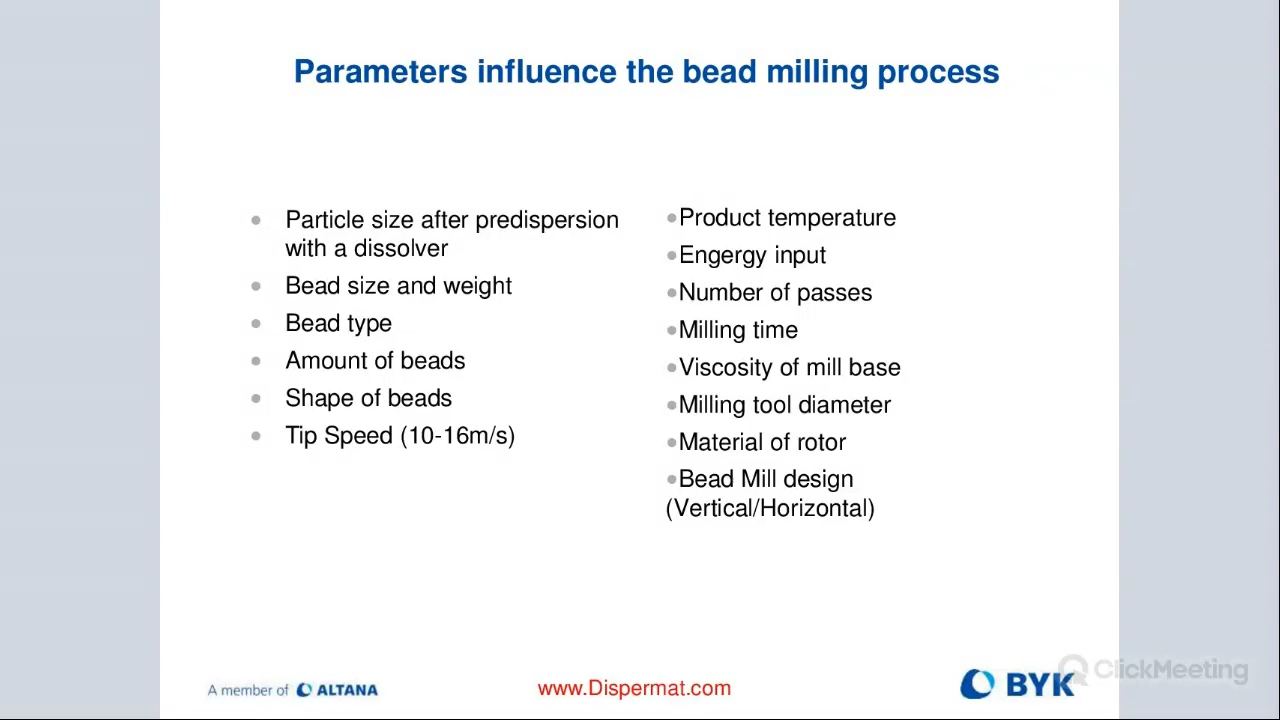 Parameters influence the bead milling process
● Particle size after predispersion
with a dissolver
● Bead size and weight
● Bead type
● Amount of beads
● Shape of beads
● Tip Speed (10-16m/s)
●Product temperature
●Engergy input
●Number of passes
●Milling time
●Viscosity of mill base
●Milling tool diameter
●Material of rotor
●Bead Mill design
(Vertical/Horizontal)
A member of ALTANA
www.Dispermat.com
BYK
ClickMeeting